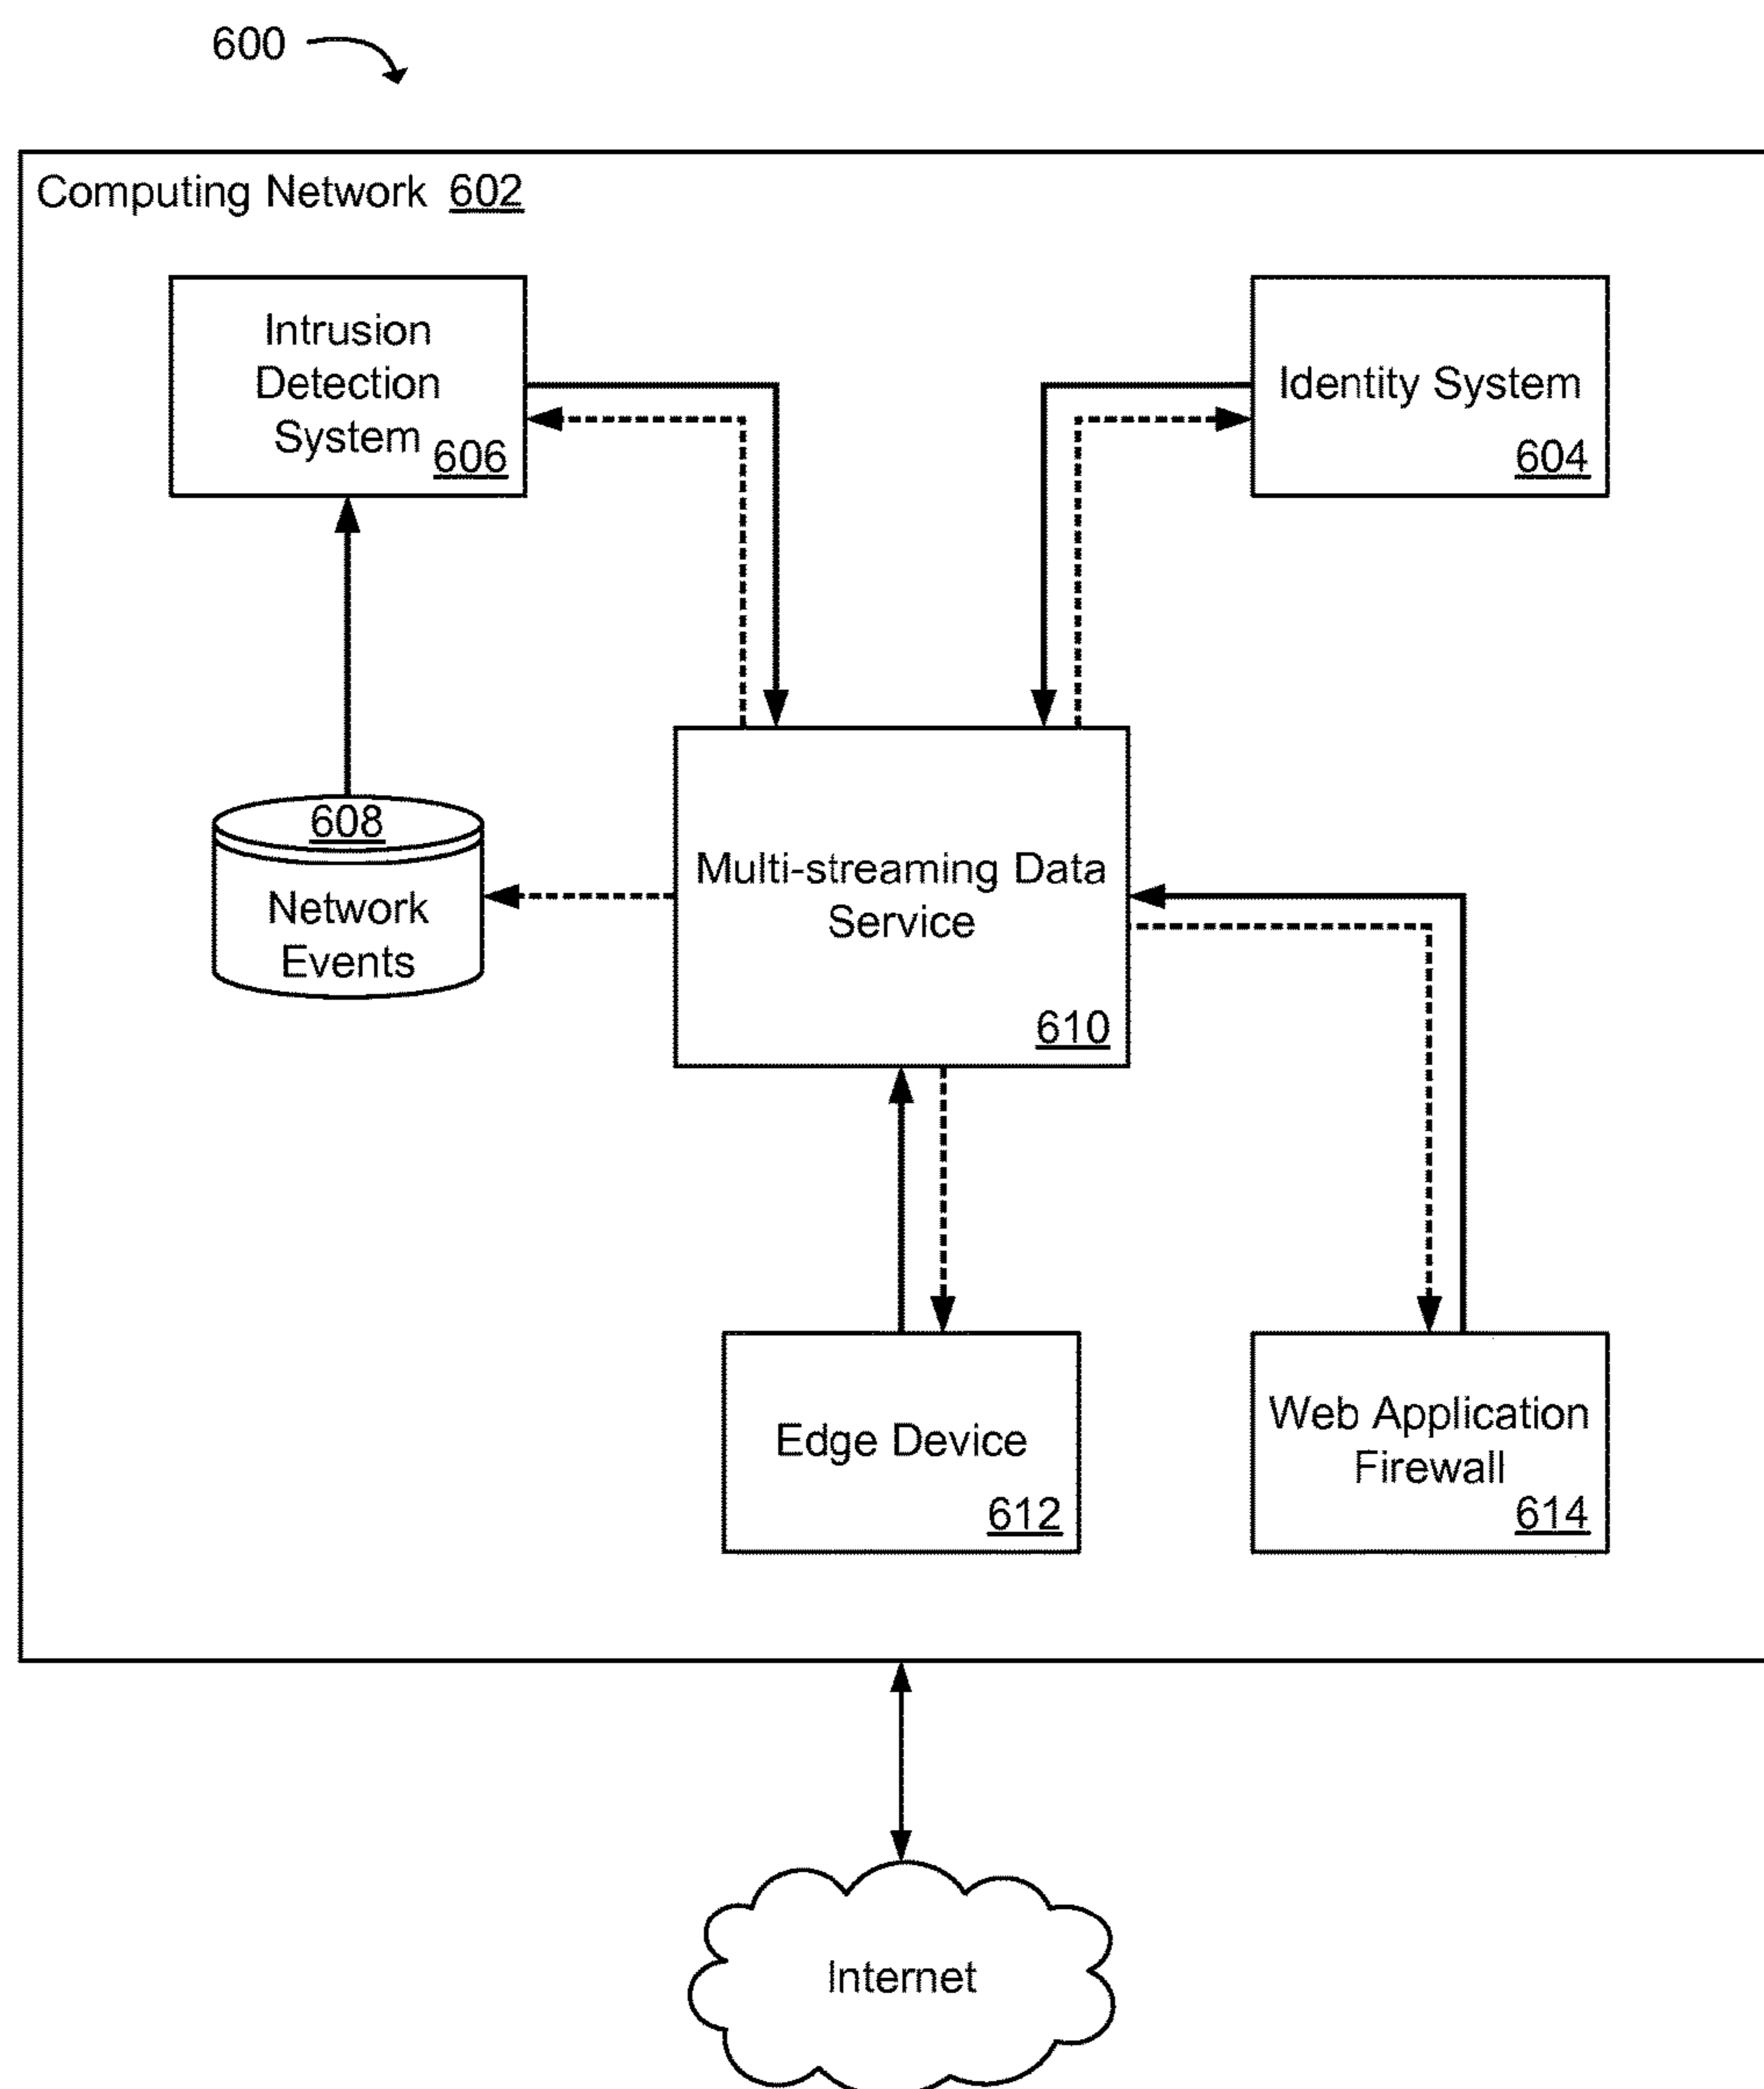 600
Computing Network 602
Intrusion
Detection
System 606
Identity System
604
608
Network
Events
Multi-streaming Data
Service
610
Edge Device
612
Web Application
Firewall
614
Internet